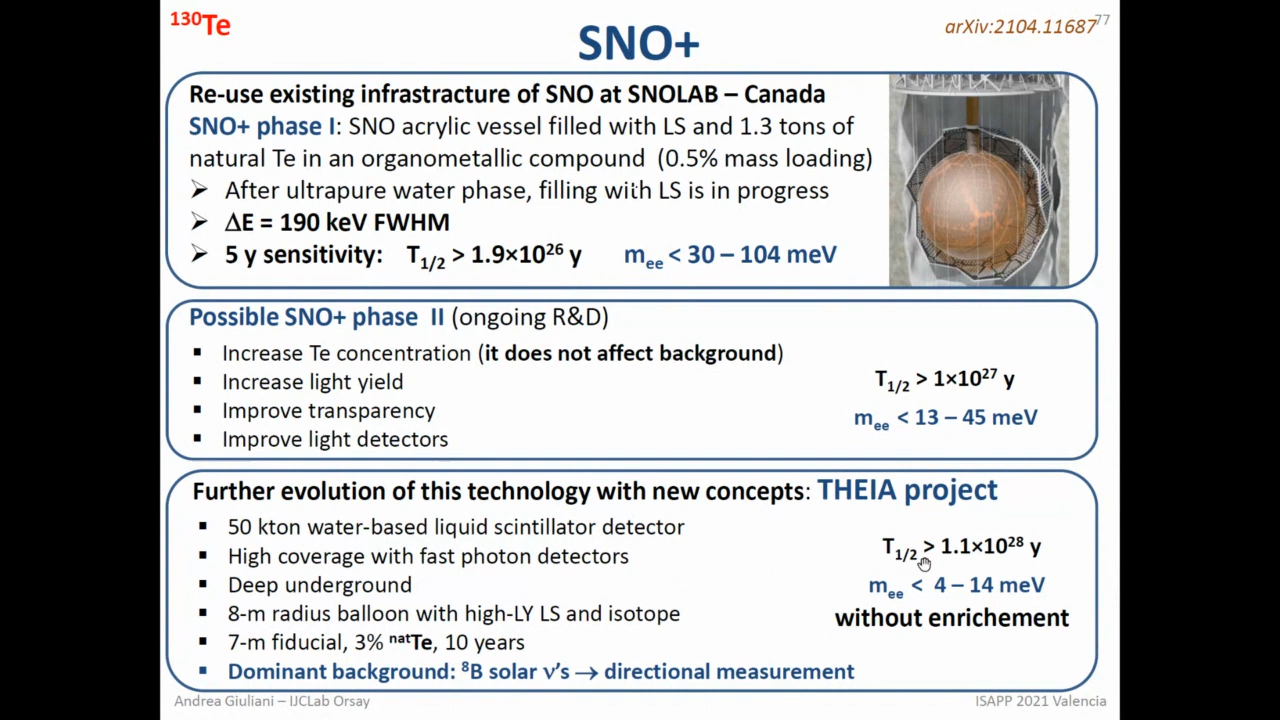 ¹³⁰Te
arXiv:2104.11687
77
SNO+
Re-use existing infrastracture of SNO at SNOLAB – Canada
SNO+ phase I: SNO acrylic vessel filled with LS and 1.3 tons of
natural Te in an organometallic compound (0.5% mass loading)
➢ After ultrapure water phase, filling with LS is in progress
➢ ΔE = 190 keV FWHM
➢ 5 y sensitivity: T₁/₂ > 1.9×10²⁶ y mₑₑ < 30 – 104 meV
Possible SNO+ phase II (ongoing R&D)
▪ Increase Te concentration (it does not affect background)
▪ Increase light yield
▪ Improve transparency
▪ Improve light detectors
T₁/₂ > 1×10²⁷ y
mₑₑ < 13 – 45 meV
Further evolution of this technology with new concepts: THEIA project
▪ 50 kton water-based liquid scintillator detector
▪ High coverage with fast photon detectors
▪ Deep underground
▪ 8-m radius balloon with high-LY LS and isotope
▪ 7-m fiducial, 3% ⁿᵃᵗTe, 10 years
▪ Dominant background: ⁸B solar ν's → directional measurement
T₁/₂ > 1.1×10²⁸ y
mₑₑ < 4 – 14 meV
without enrichement
Andrea Giuliani – IJCLab Orsay
ISAPP 2021 Valencia